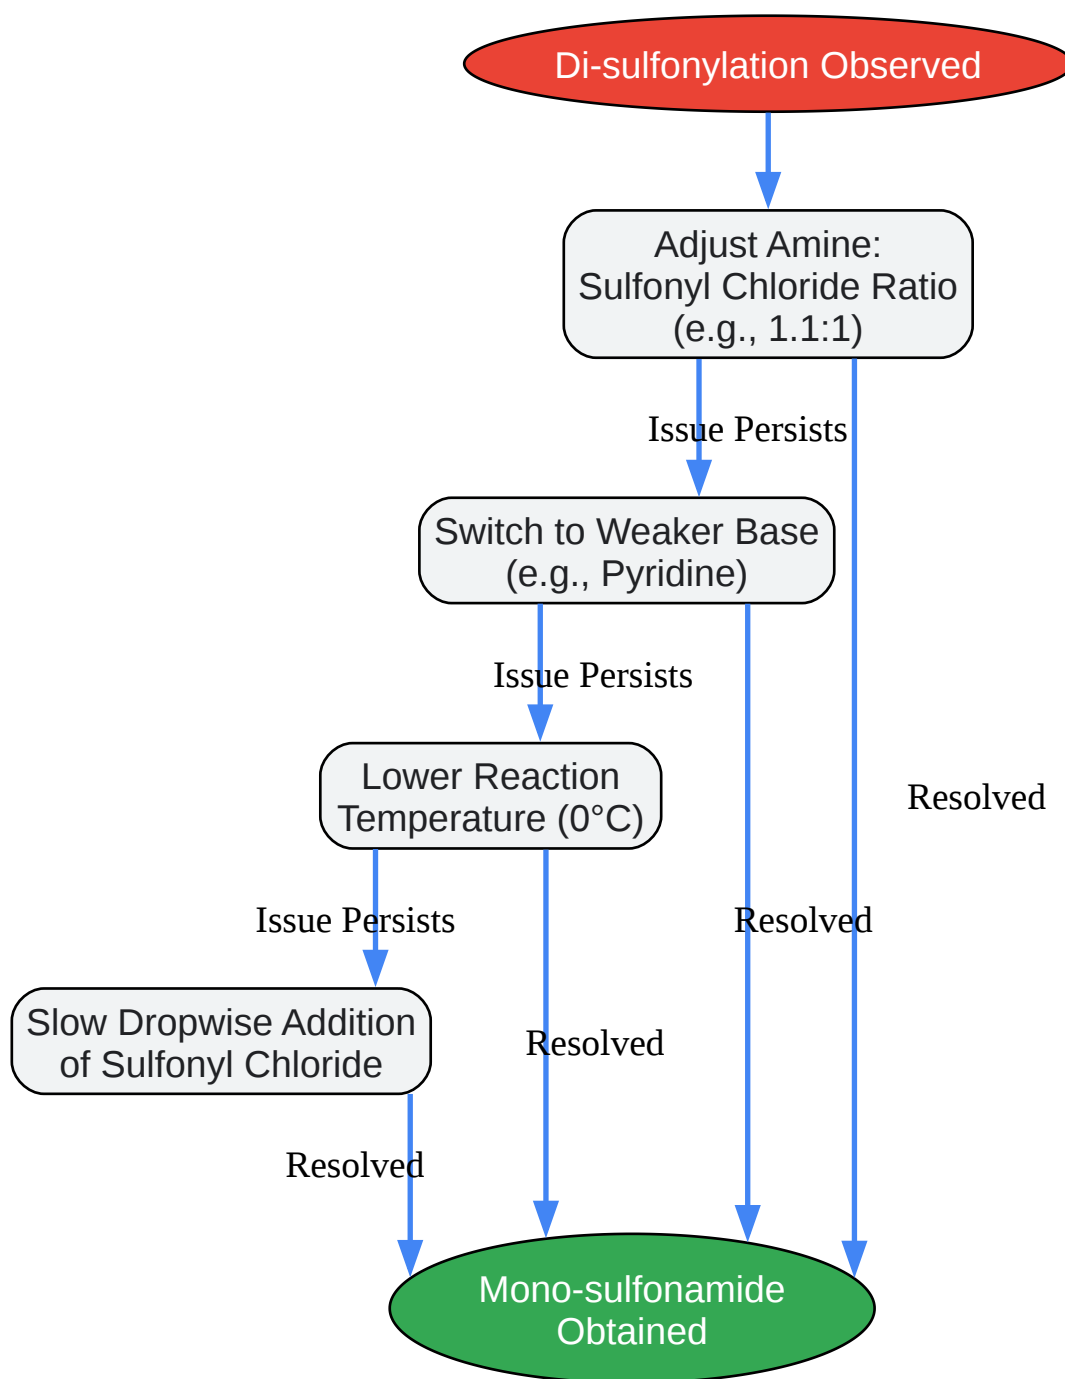 Di-sulfonylation Observed
Adjust Amine:
Sulfonyl Chloride Ratio
(e.g., 1.1:1)
Issue Persists
Switch to Weaker Base
(e.g., Pyridine)
Issue Persists
Lower Reaction
Temperature (0°C)
Resolved
Issue Persists
Resolved
Slow Dropwise Addition
of Sulfonyl Chloride
Resolved
Resolved
Mono-sulfonamide
Obtained